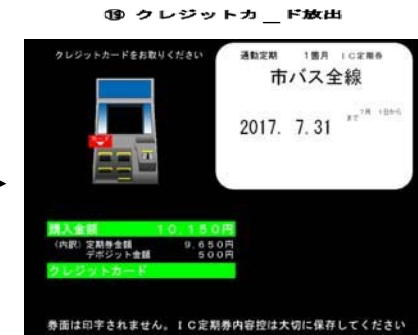 ⑲ クレジットカード放出
クレジットカードをお取りください
通勤定期 1箇月 IC定期券
市バス全線
7月 1日から
2017. 7.31 まで
購入金額 10,150円
(内訳) 定期券金額 9,650円
デポジット金額 500円
クレジットカード
券面は印字されません。IC定期券内容控は大切に保存してください